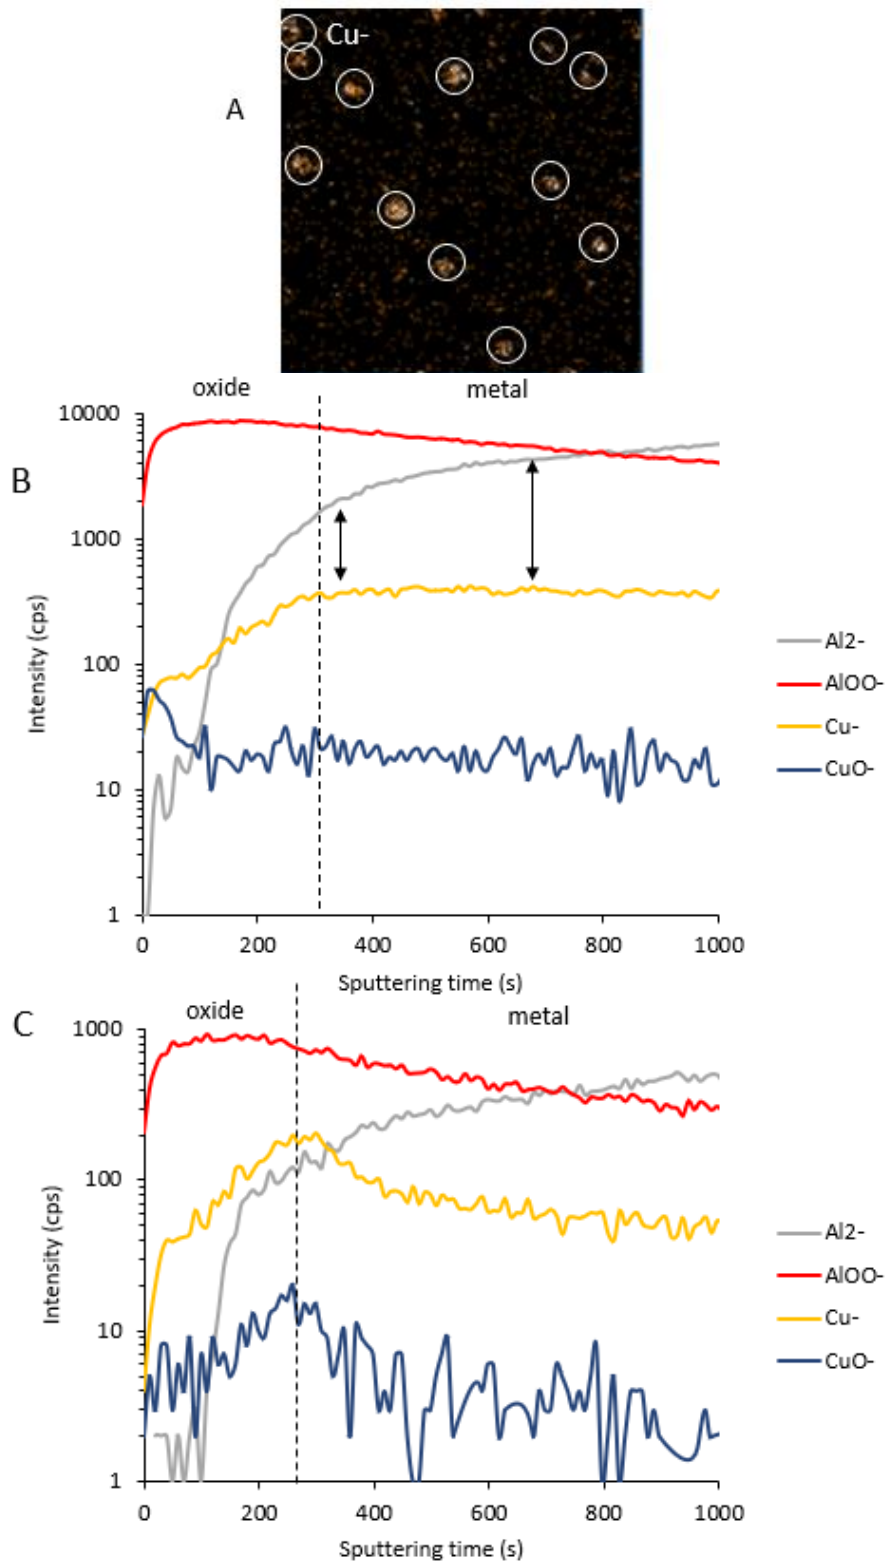 Cu-
A
oxide
metal
B
10000
1000
100
10
1
Intensity (cps)
0
200
400
600
800
1000
Sputtering time (s)
Al2-
AlOO-
Cu-
CuO-
C
oxide
metal
1000
100
10
1
Intensity (cps)
0
200
400
600
800
1000
Sputtering time (s)
Al2-
AlOO-
Cu-
CuO-